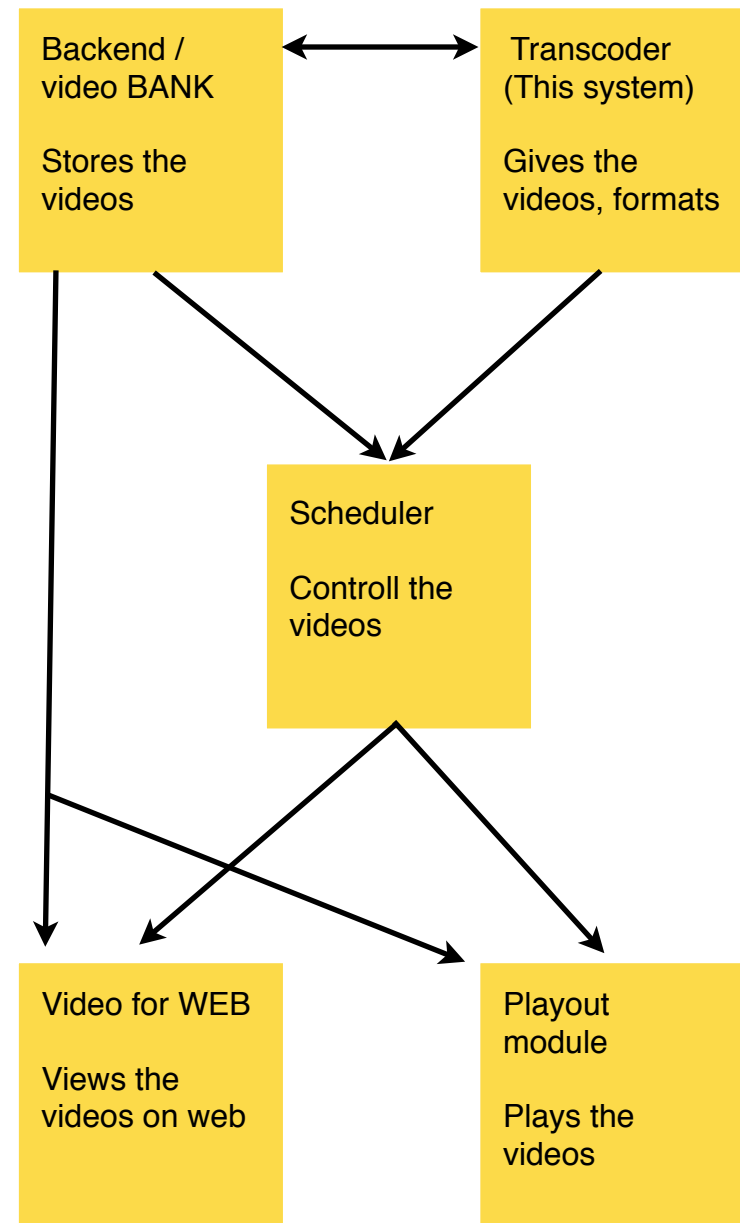 Backend /
video BANK
Stores the
videos
Transcoder
(This system)
Gives the
videos, formats
Scheduler
Controll the
videos
Video for WEB
Views the
videos on web
Playout
module
Plays the
videos